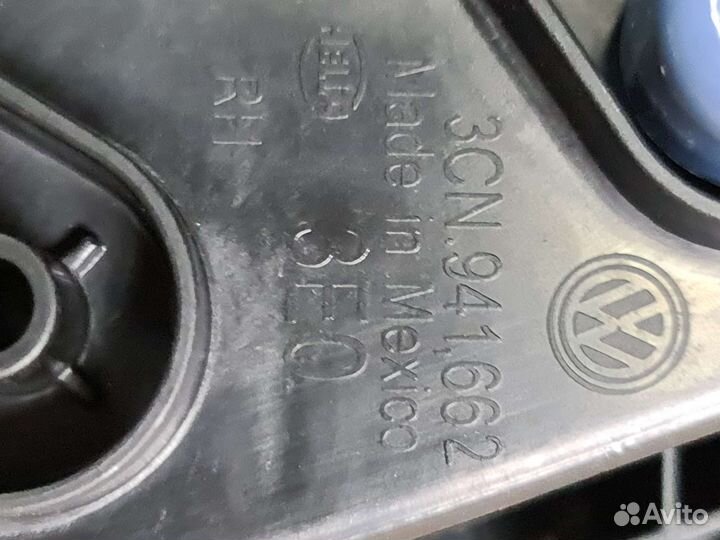 3CN.941.662
Made in Mexico
HELLA
3E0
RH
Avito